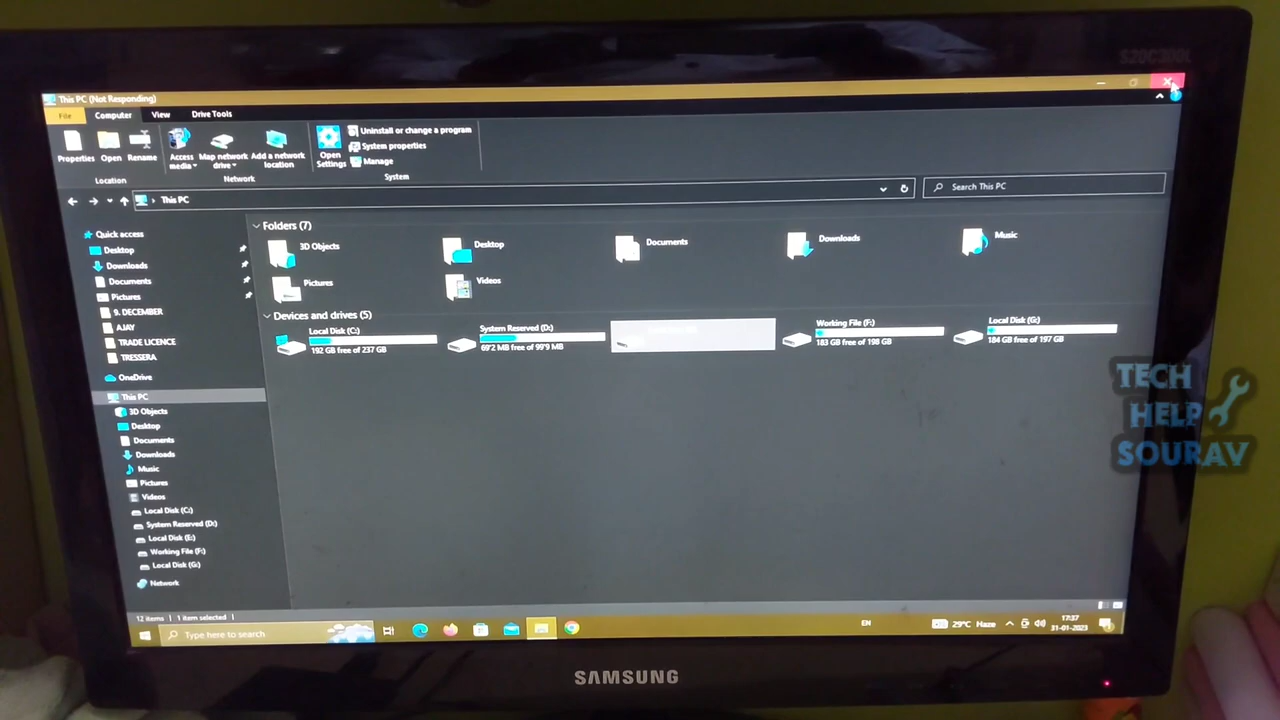 S20C300L
This PC (Not Responding)
File Computer View Drive Tools
Properties Open Rename Access media Map network drive Add a network location Open Settings Uninstall or change a program
System properties
Manage
Location Network System
This PC
Search This PC
Quick access
Desktop
Downloads
Documents
Pictures
9. DECEMBER
AJAY
TRADE LICENCE
TRESSERA
OneDrive
This PC
3D Objects
Desktop
Documents
Downloads
Music
Pictures
Videos
Local Disk (C:)
System Reserved (D:)
Local Disk (E:)
Working File (F:)
Local Disk (G:)
Network
Folders (7)
3D Objects
Desktop
Documents
Downloads
Music
Pictures
Videos
Devices and drives (5)
Local Disk (C:)
192 GB free of 237 GB
System Reserved (D:)
69'2 MB free of 99'9 MB
Working File (F:)
183 GB free of 198 GB
Local Disk (G:)
184 GB free of 197 GB
12 items 1 item selected
Type here to search
EN
29°C Haze
17:37
31-01-2023
SAMSUNG
TECH
HELP
SOURAV